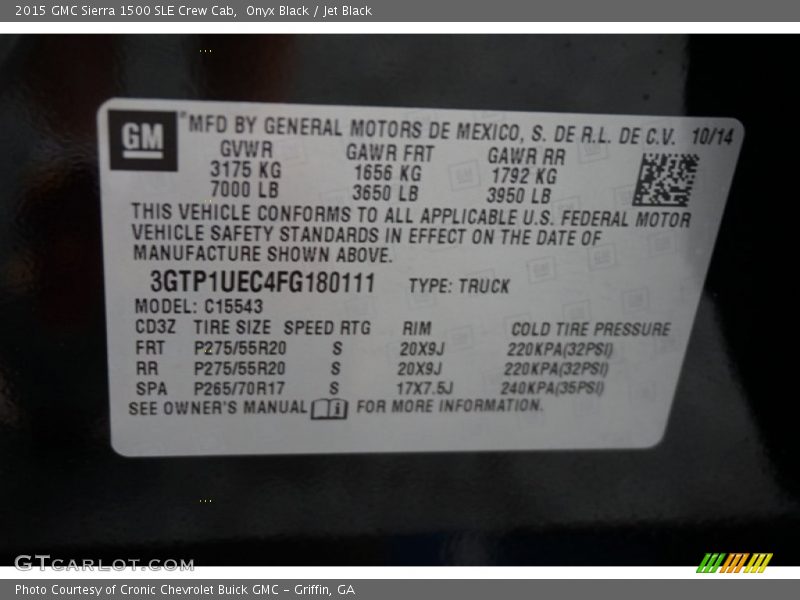 2015 GMC Sierra 1500 SLE Crew Cab,  Onyx Black / Jet Black
GM ® MFD BY GENERAL MOTORS DE MEXICO, S. DE R.L. DE C.V. 10/14
GVWR GAWR FRT GAWR RR
3175 KG 1656 KG 1792 KG
7000 LB 3650 LB 3950 LB
THIS VEHICLE CONFORMS TO ALL APPLICABLE U.S. FEDERAL MOTOR
VEHICLE SAFETY STANDARDS IN EFFECT ON THE DATE OF
MANUFACTURE SHOWN ABOVE.
3GTP1UEC4FG180111 TYPE: TRUCK
MODEL: C15543
CD3Z TIRE SIZE SPEED RTG RIM COLD TIRE PRESSURE
FRT P275/55R20 S 20X9J 220KPA(32PSI)
RR P275/55R20 S 20X9J 220KPA(32PSI)
SPA P265/70R17 S 17X7.5J 240KPA(35PSI)
SEE OWNER'S MANUAL i FOR MORE INFORMATION.
GTCARLOT.COM
Photo Courtesy of Cronic Chevrolet Buick GMC – Griffin, GA